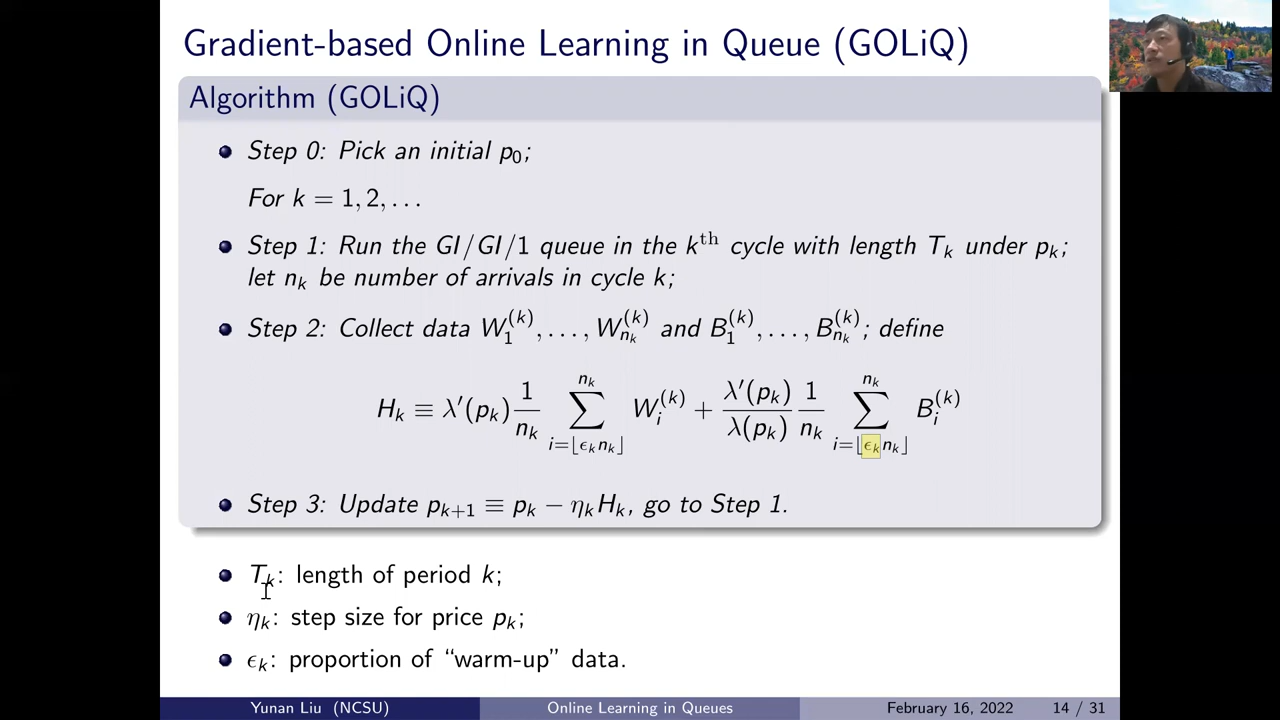 Gradient-based Online Learning in Queue (GOLiQ)
Algorithm (GOLiQ)
Step 0: Pick an initial p₀;
For k = 1, 2, . . .
Step 1: Run the GI/GI/1 queue in the kᵗʰ cycle with length Tₖ under pₖ;
let nₖ be number of arrivals in cycle k;
Step 2: Collect data W₁^(k), . . . , W_{nₖ}^(k) and B₁^(k), . . . , B_{nₖ}^(k); define
Hₖ ≡ λ′(pₖ) 1/nₖ ∑_{i=⌊ϵₖnₖ⌋}^{nₖ} Wᵢ^(k) + λ′(pₖ)/λ(pₖ) 1/nₖ ∑_{i=⌊ϵₖnₖ⌋}^{nₖ} Bᵢ^(k)
Step 3: Update pₖ₊₁ ≡ pₖ − ηₖHₖ, go to Step 1.
Tₖ: length of period k;
ηₖ: step size for price pₖ;
ϵₖ: proportion of “warm-up” data.
Yunan Liu (NCSU) Online Learning in Queues February 16, 2022 14 / 31